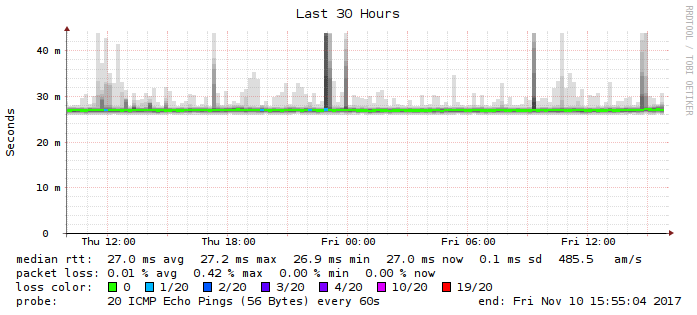 Last 30 Hours
RRDTOOL / TOBI OETIKER
Seconds
40 m
30 m
20 m
10 m
0
Thu 12:00 Thu 18:00 Fri 00:00 Fri 06:00 Fri 12:00
median rtt: 27.0 ms avg 27.2 ms max 26.9 ms min 27.0 ms now 0.1 ms sd 485.5 am/s
packet loss: 0.01 % avg 0.42 % max 0.00 % min 0.00 % now
loss color: 0 1/20 2/20 3/20 4/20 10/20 19/20
probe: 20 ICMP Echo Pings (56 Bytes) every 60s end: Fri Nov 10 15:55:04 2017